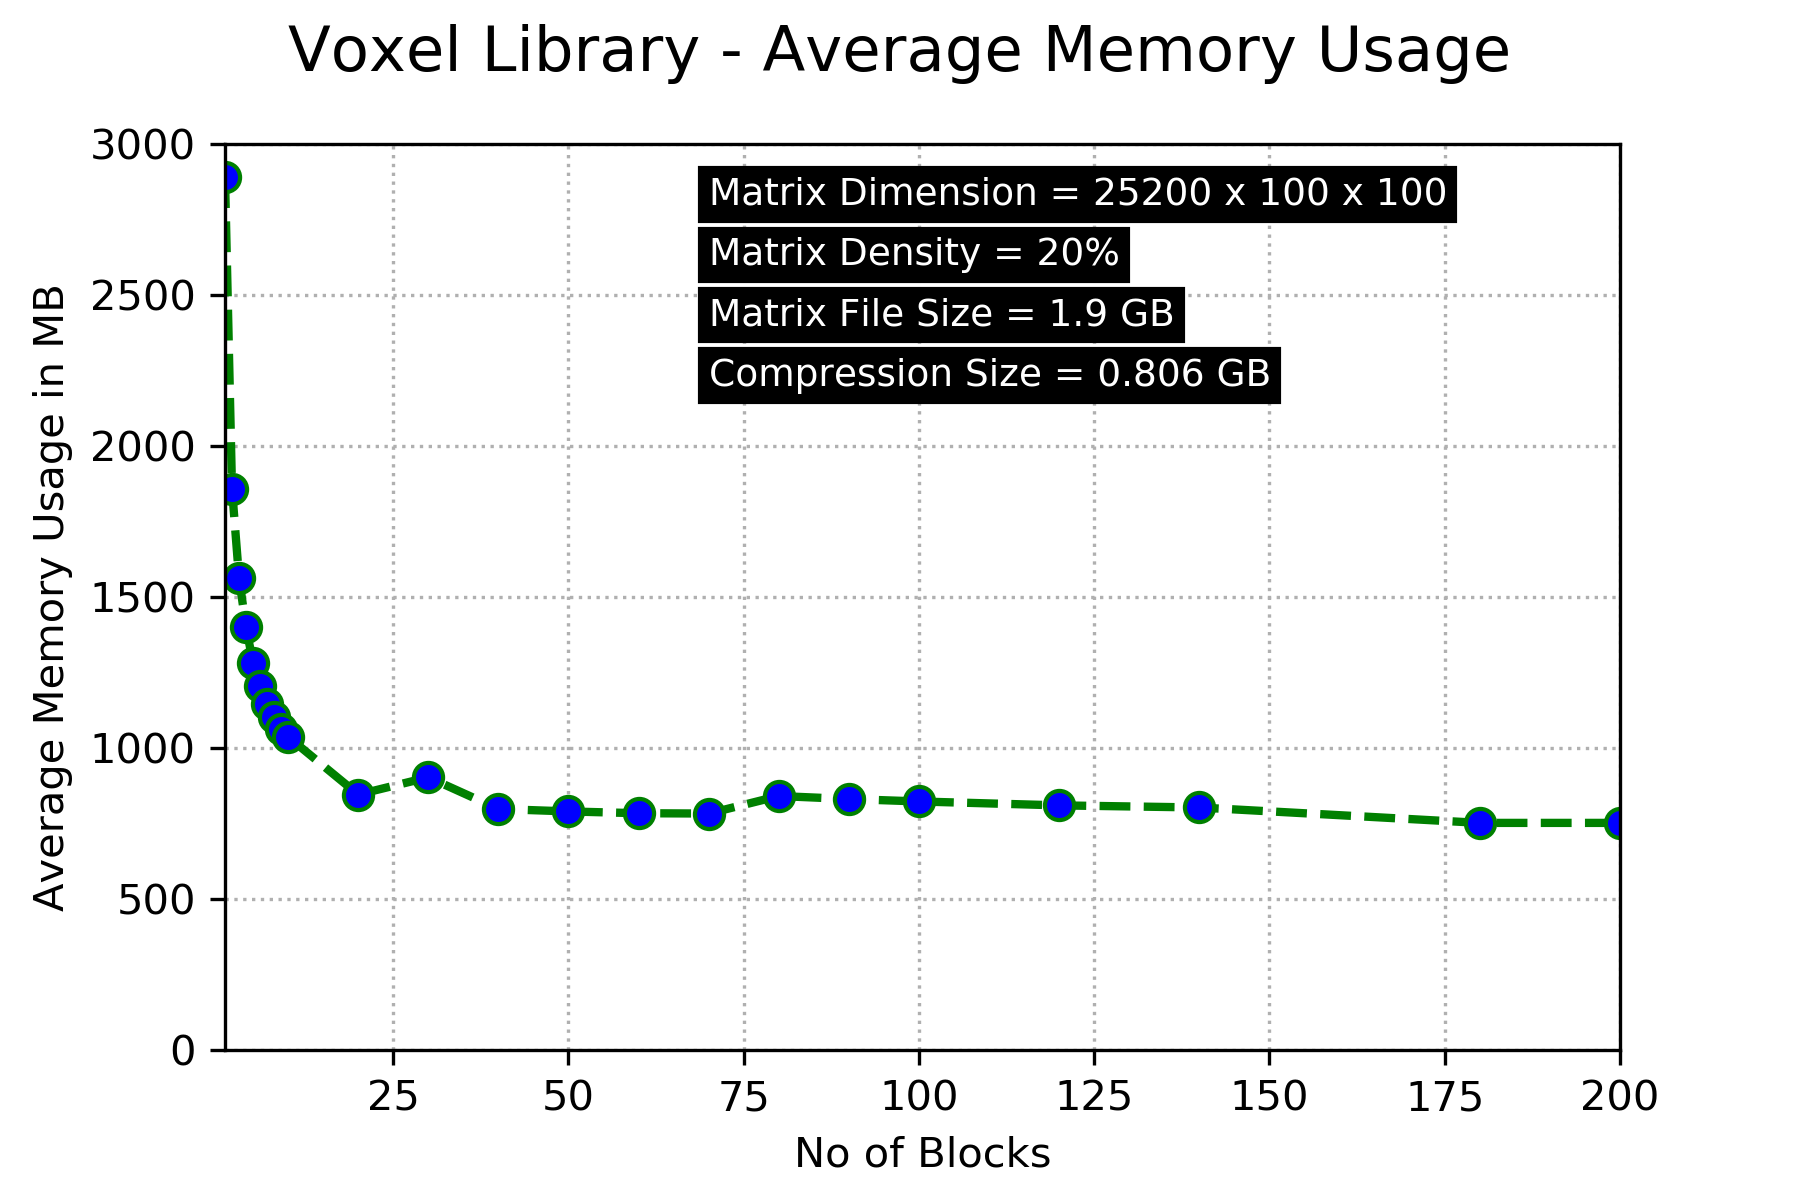 Voxel Library - Average Memory Usage
3000
2500
2000
1500
1000
500
0
Average Memory Usage in MB
Matrix Dimension = 25200 x 100 x 100
Matrix Density = 20%
Matrix File Size = 1.9 GB
Compression Size = 0.806 GB
25 50 75 100 125 150 175 200
No of Blocks